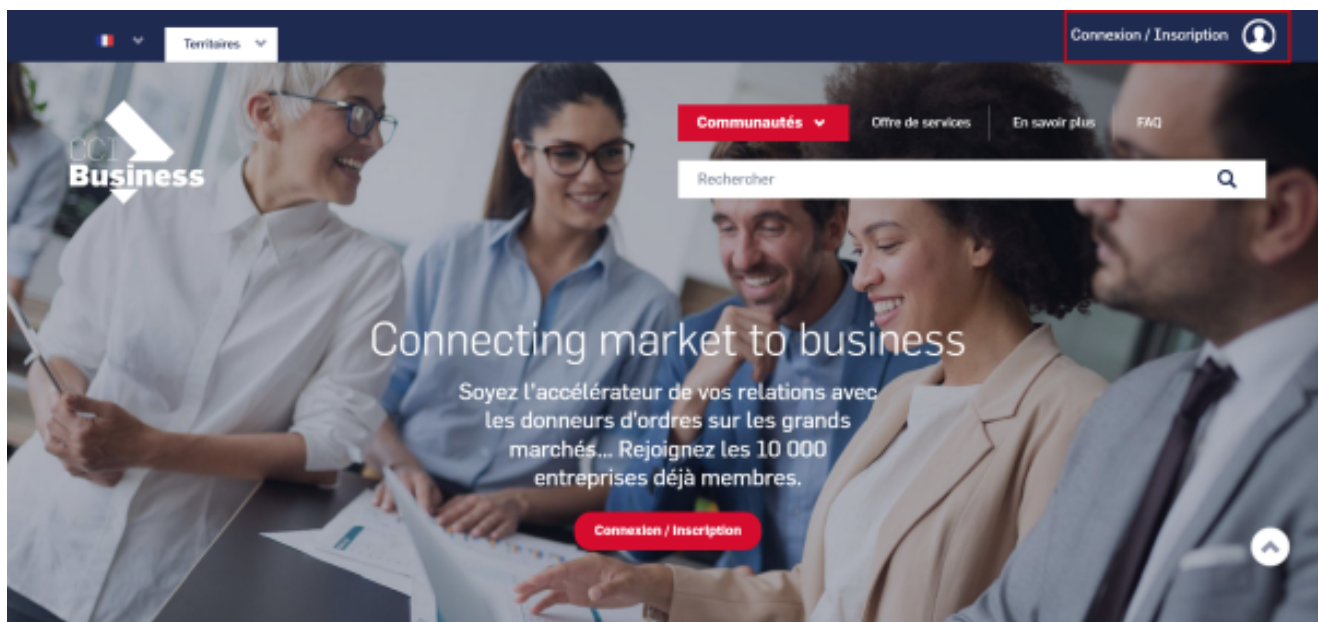 Territoires
Connexion / Inscription
CCI
Business
Communautés
Offre de services
En savoir plus
FAQ
Rechercher
Connecting market to business
Soyez l'accélérateur de vos relations avec
les donneurs d'ordres sur les grands
marchés... Rejoignez les 10 000
entreprises déjà membres.
Connexion / Inscription